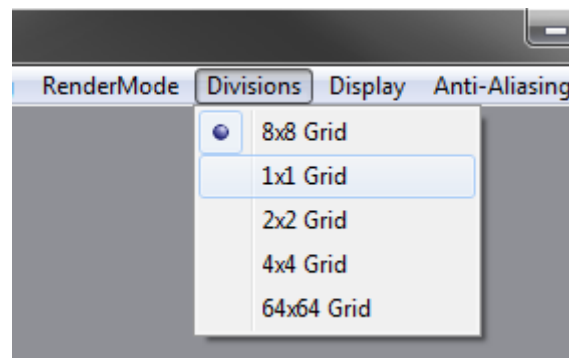 RenderMode Divisions Display Anti-Aliasing
8x8 Grid
1x1 Grid
2x2 Grid
4x4 Grid
64x64 Grid